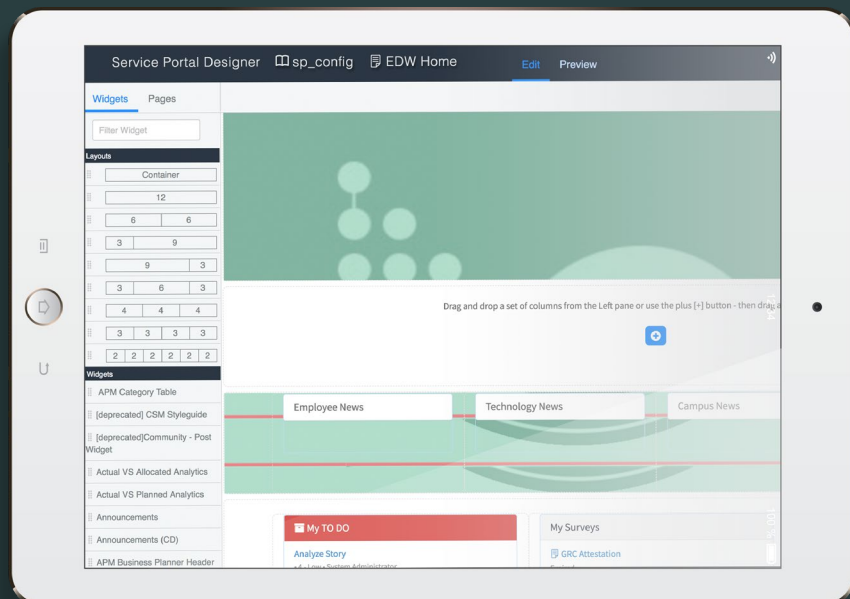 Service Portal Designer sp_config EDW Home Edit Preview
Widgets Pages
Filter Widget
Layouts
Container
12
6 6
3 9
9 3
3 6 3
4 4 4
3 3 3 3
2 2 2 2 2 2
Widgets
APM Category Table
[deprecated] CSM Styleguide
[deprecated]Community - Post
Widget
Actual VS Allocated Analytics
Actual VS Planned Analytics
Announcements
Announcements (CD)
APM Business Planner Header
Drag and drop a set of columns from the Left pane or use the plus [+] button - then drag a
Employee News Technology News Campus News
My TO DO
Analyze Story
4 - Low • System Administrator
My Surveys
GRC Attestation